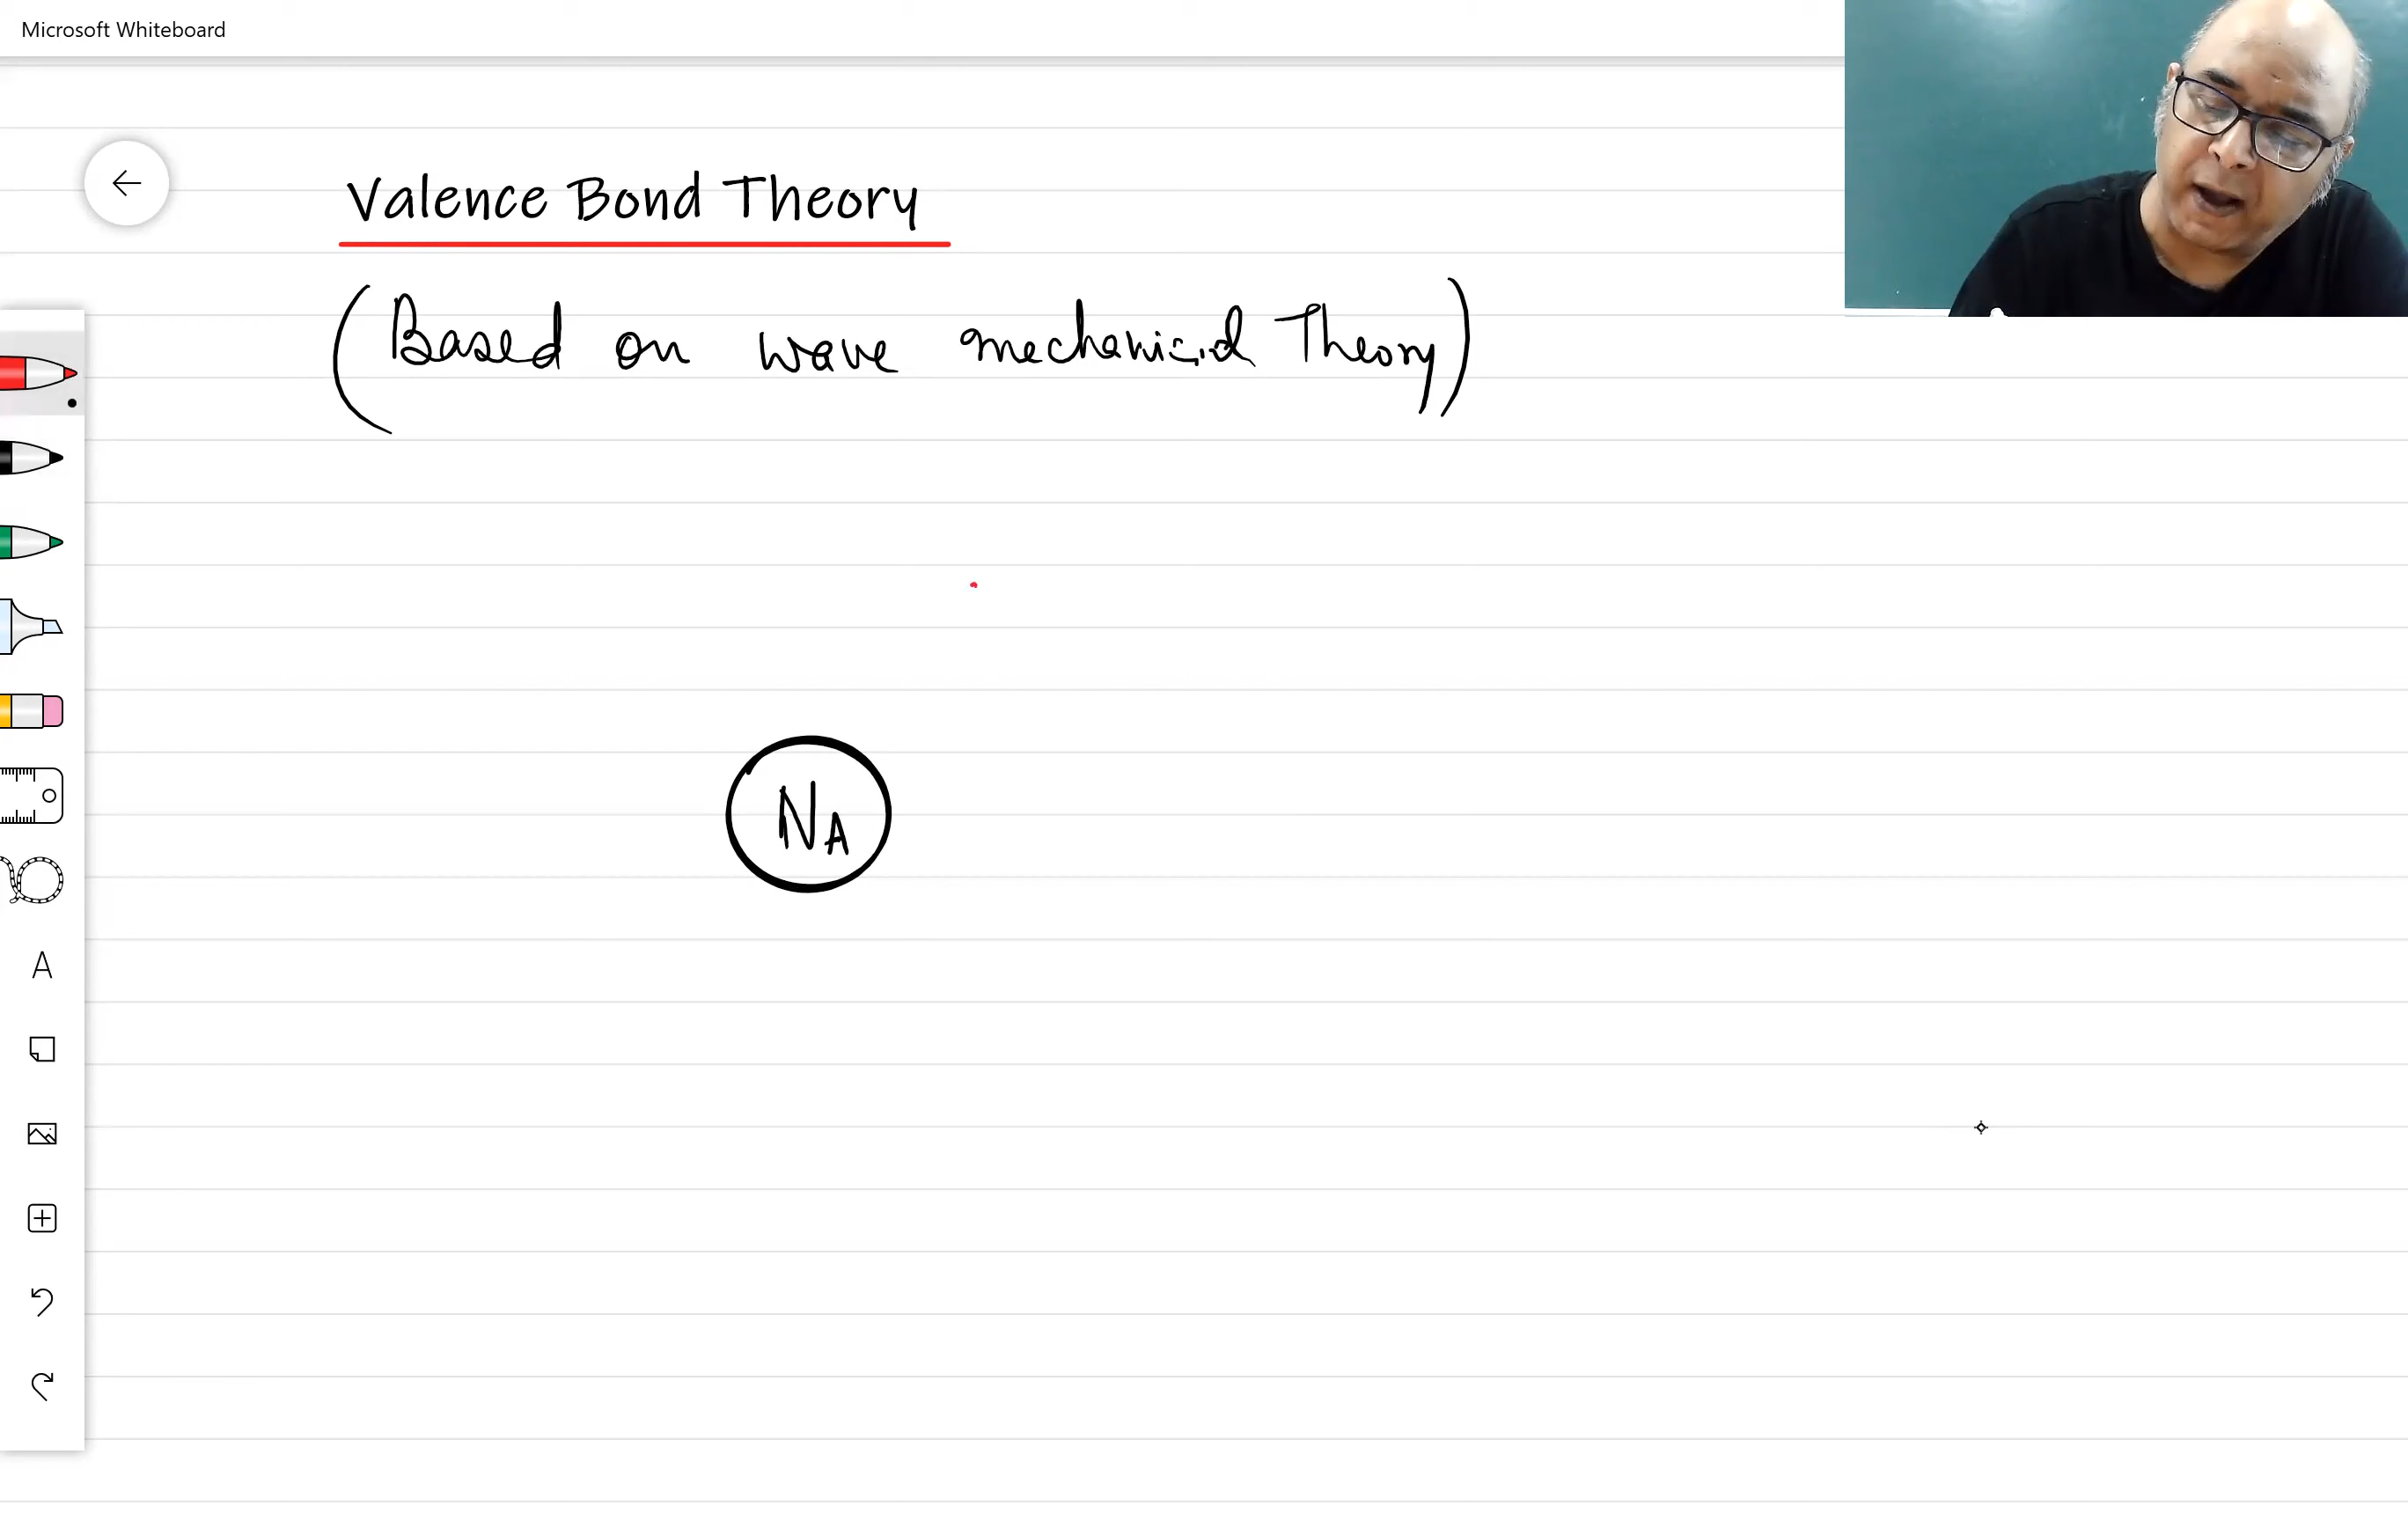 Microsoft Whiteboard
Valence Bond Theory
(Based on wave mechanical Theory)
NA
A